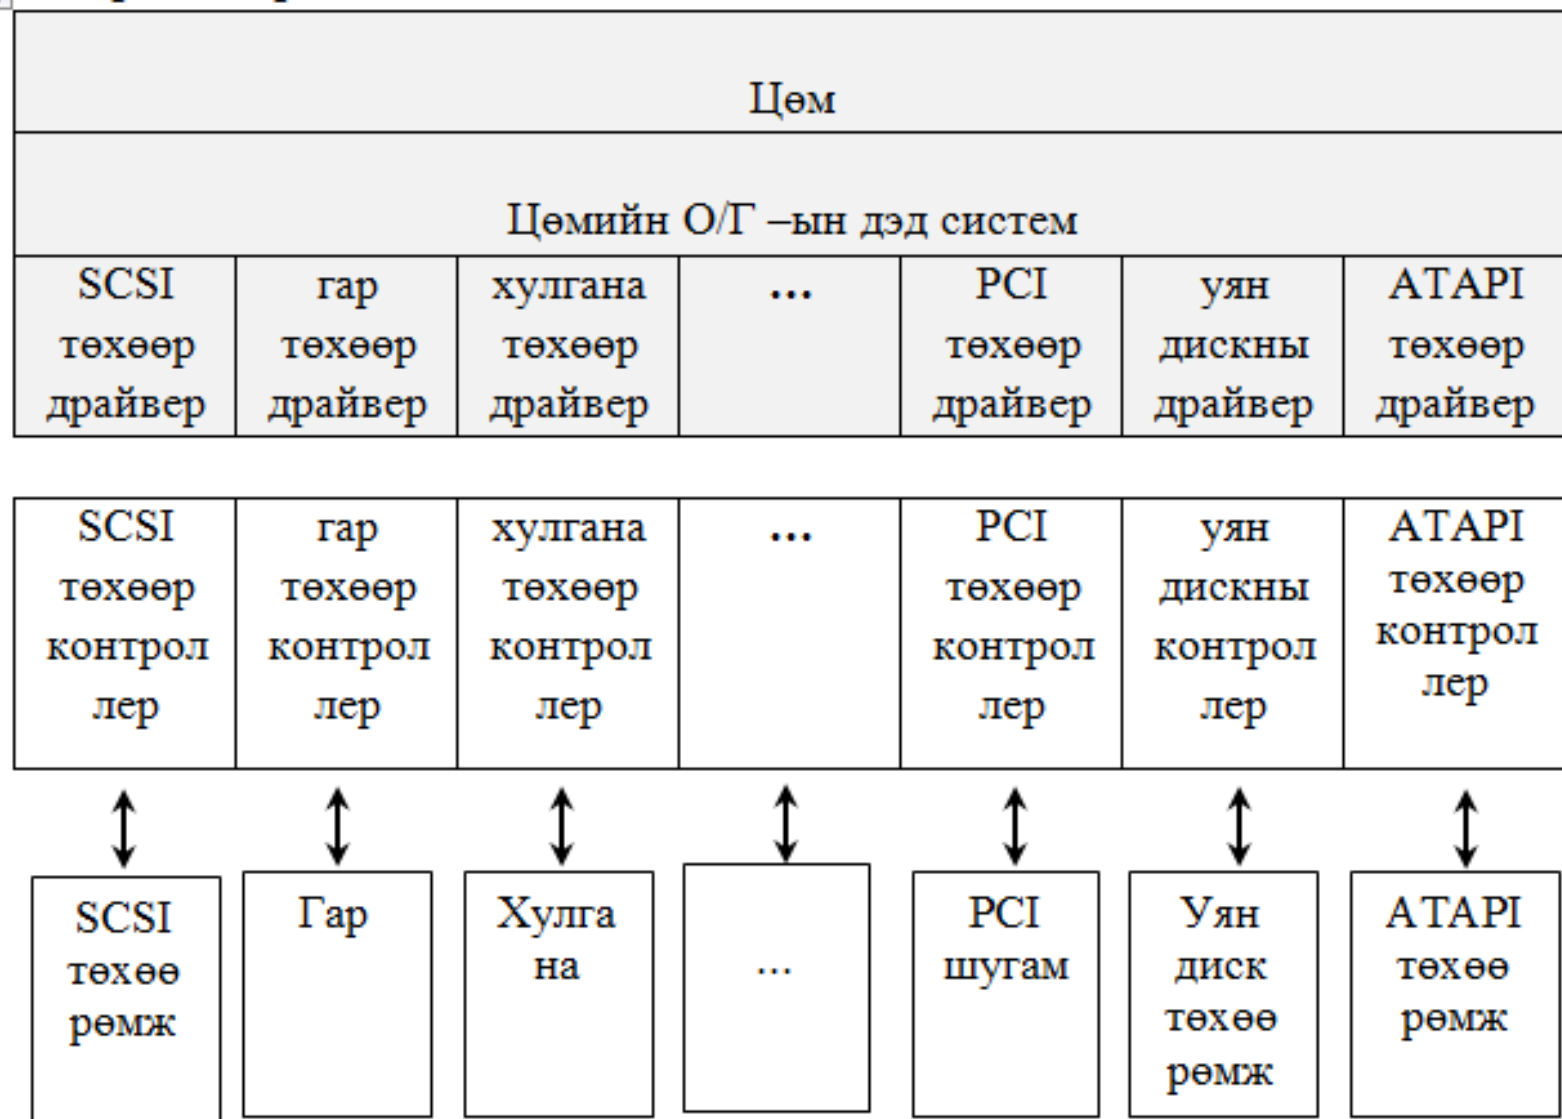 Цөм
Цөмийн О/Г –ын дэд систем
SCSI төхөөр драйвер
гар төхөөр драйвер
хулгана төхөөр драйвер
...
PCI төхөөр драйвер
уян дискны драйвер
ATAPI төхөөр драйвер
SCSI төхөөр контрол лер
гар төхөөр контрол лер
хулгана төхөөр контрол лер
...
PCI төхөөр контрол лер
уян дискны контрол лер
ATAPI төхөөр контрол лер
SCSI төхөө рөмж
Гар
Хулга на
...
PCI шугам
Уян диск төхөө рөмж
ATAPI төхөө рөмж